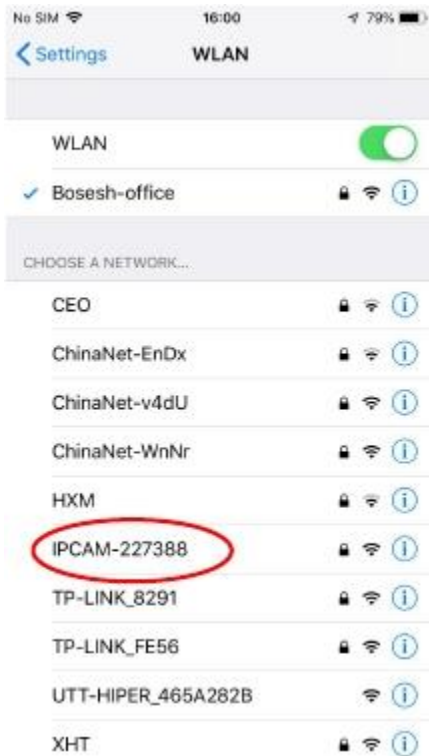 No SIM 16:00 79%
Settings WLAN
WLAN
Bosesh-office
CHOOSE A NETWORK...
CEO
ChinaNet-EnDx
ChinaNet-v4dU
ChinaNet-WnNr
HXM
IPCAM-227388
TP-LINK_8291
TP-LINK_FE56
UTT-HIPER_465A282B
XHT